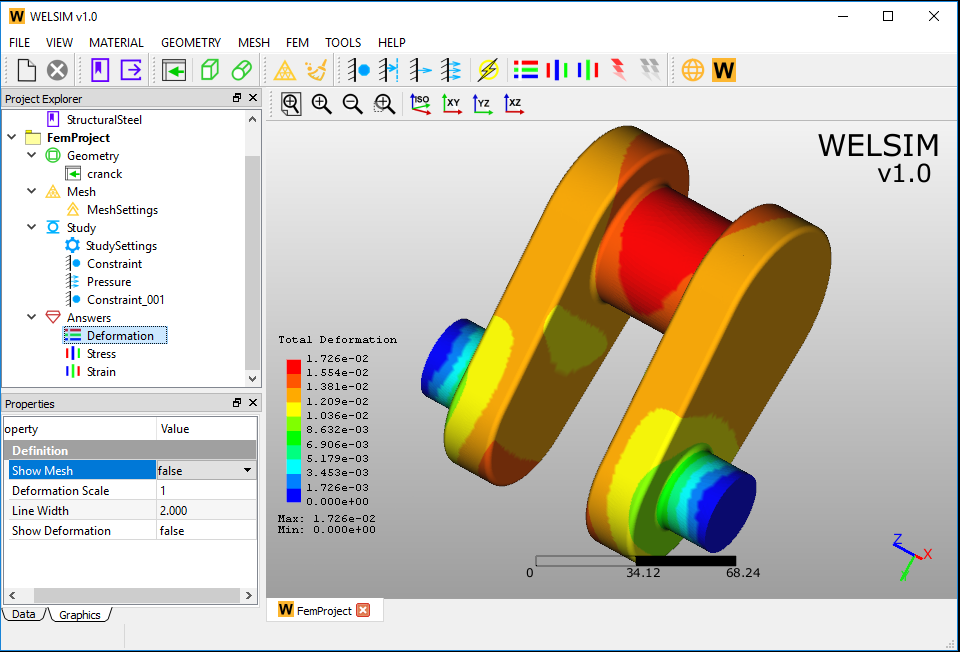 W WELSIM v1.0
FILE VIEW MATERIAL GEOMETRY MESH FEM TOOLS HELP
W
Project Explorer
ISO XY YZ XZ
StructuralSteel
FemProject
Geometry
cranck
Mesh
MeshSettings
Study
StudySettings
Constraint
Pressure
Constraint_001
Answers
Deformation
Stress
Strain
Properties
operty Value
Definition
Show Mesh false
Deformation Scale 1
Line Width 2.000
Show Deformation false
Data Graphics
WELSIM
v1.0
Total Deformation
1.726e-02
1.554e-02
1.381e-02
1.209e-02
1.036e-02
8.632e-03
6.906e-03
5.179e-03
3.453e-03
1.726e-03
0.000e+00
Max: 1.726e-02
Min: 0.000e+00
0 34.12 68.24
Z
X
Y
W FemProject